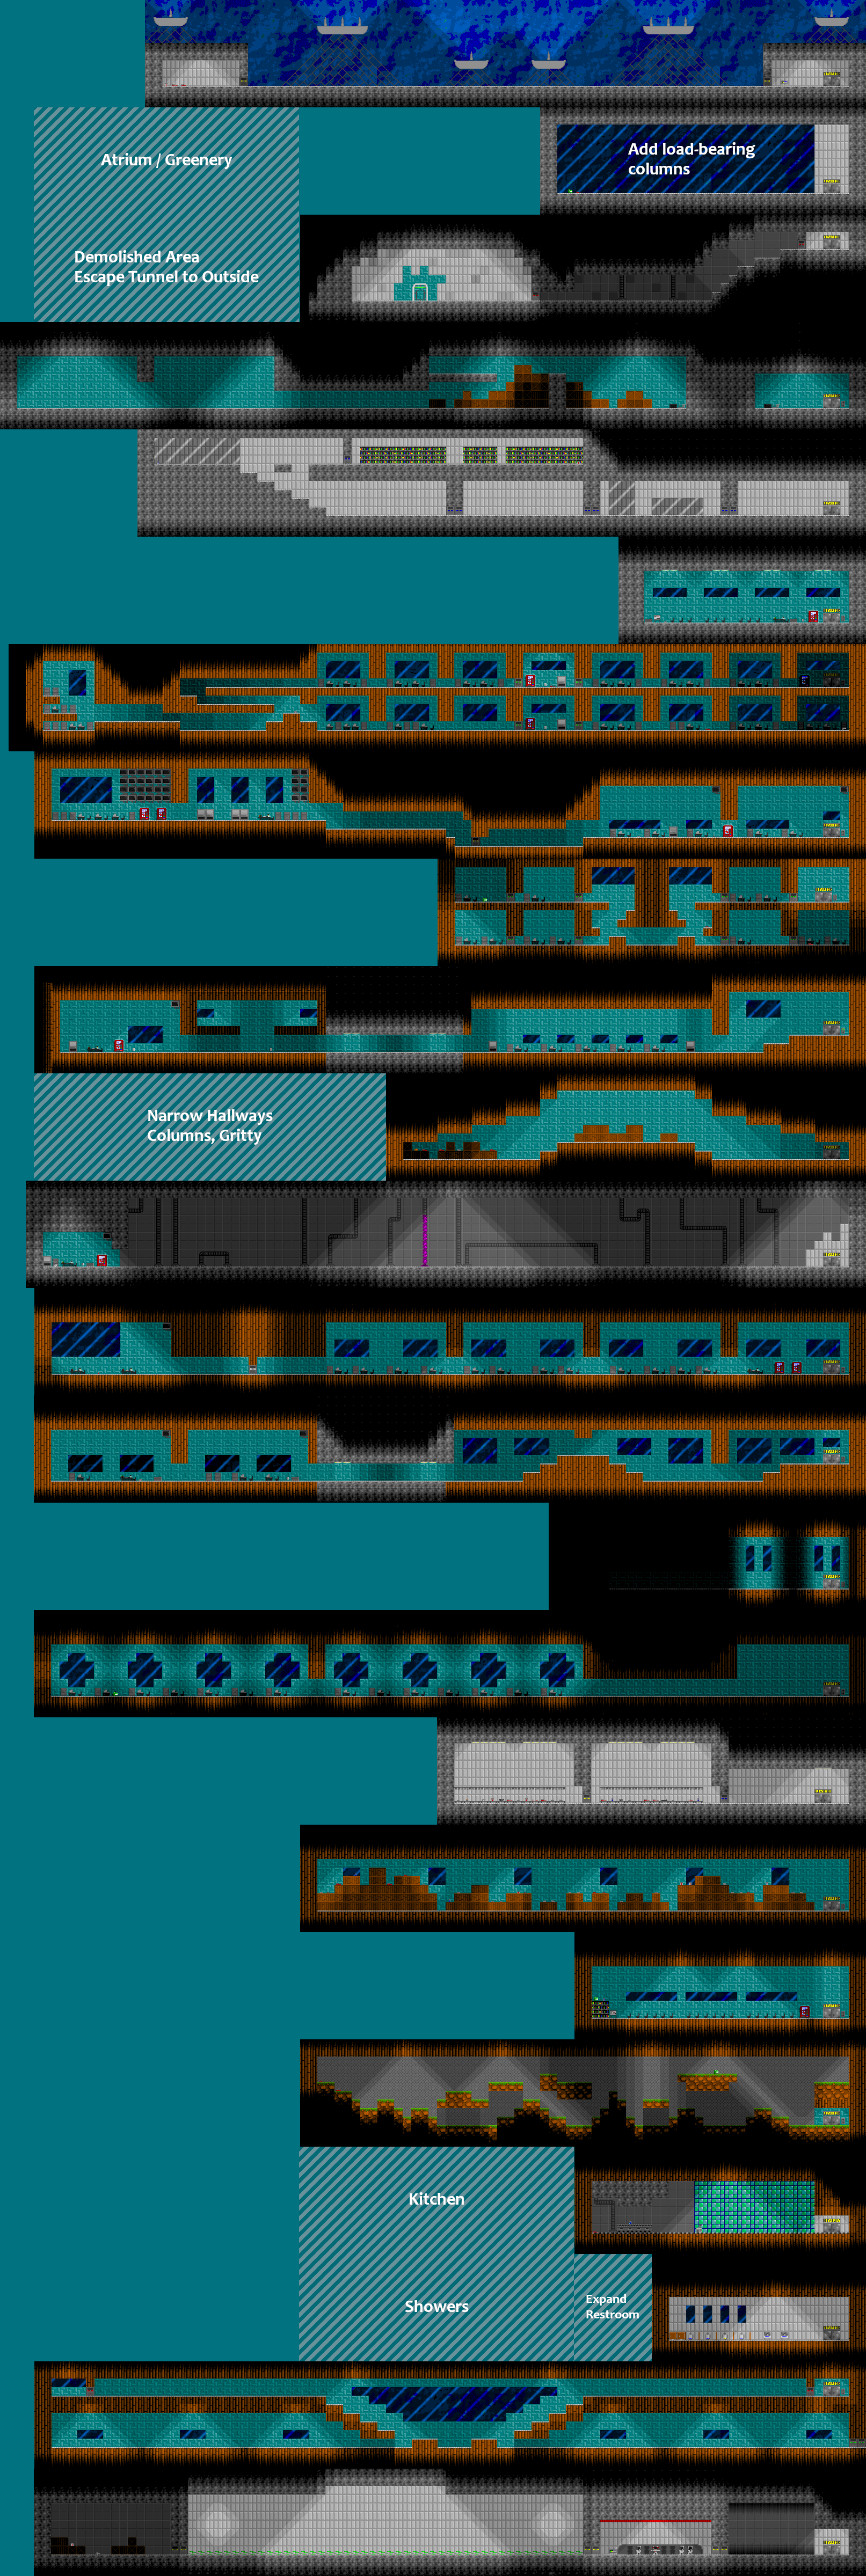 Add load-bearing
columns
Atrium / Greenery
Demolished Area
Escape Tunnel to Outside
Narrow Hallways
Columns, Gritty
Kitchen
Showers
Expand
Restroom